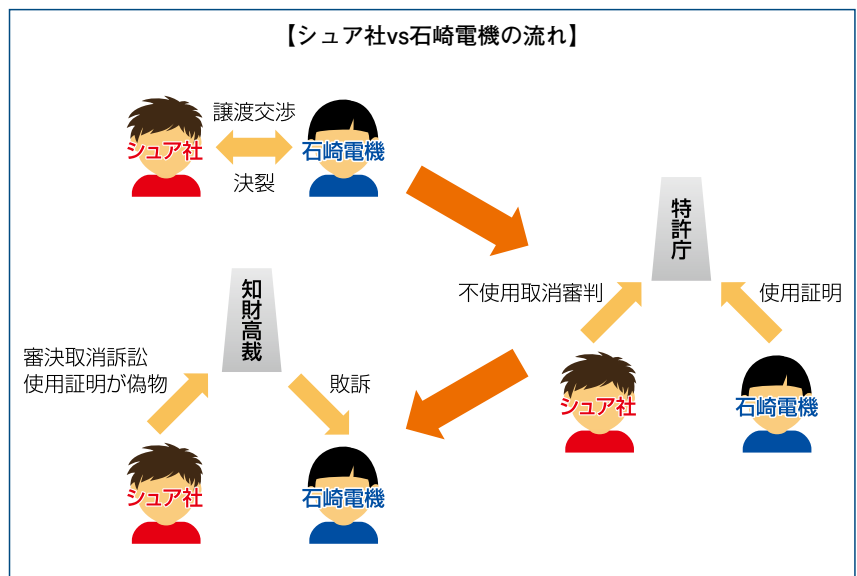 【シュア社vs石崎電機の流れ】
譲渡交渉
シュア社
石崎電機
決裂
特許庁
不使用取消審判
使用証明
シュア社
石崎電機
知財高裁
審決取消訴訟
使用証明が偽物
敗訴
シュア社
石崎電機